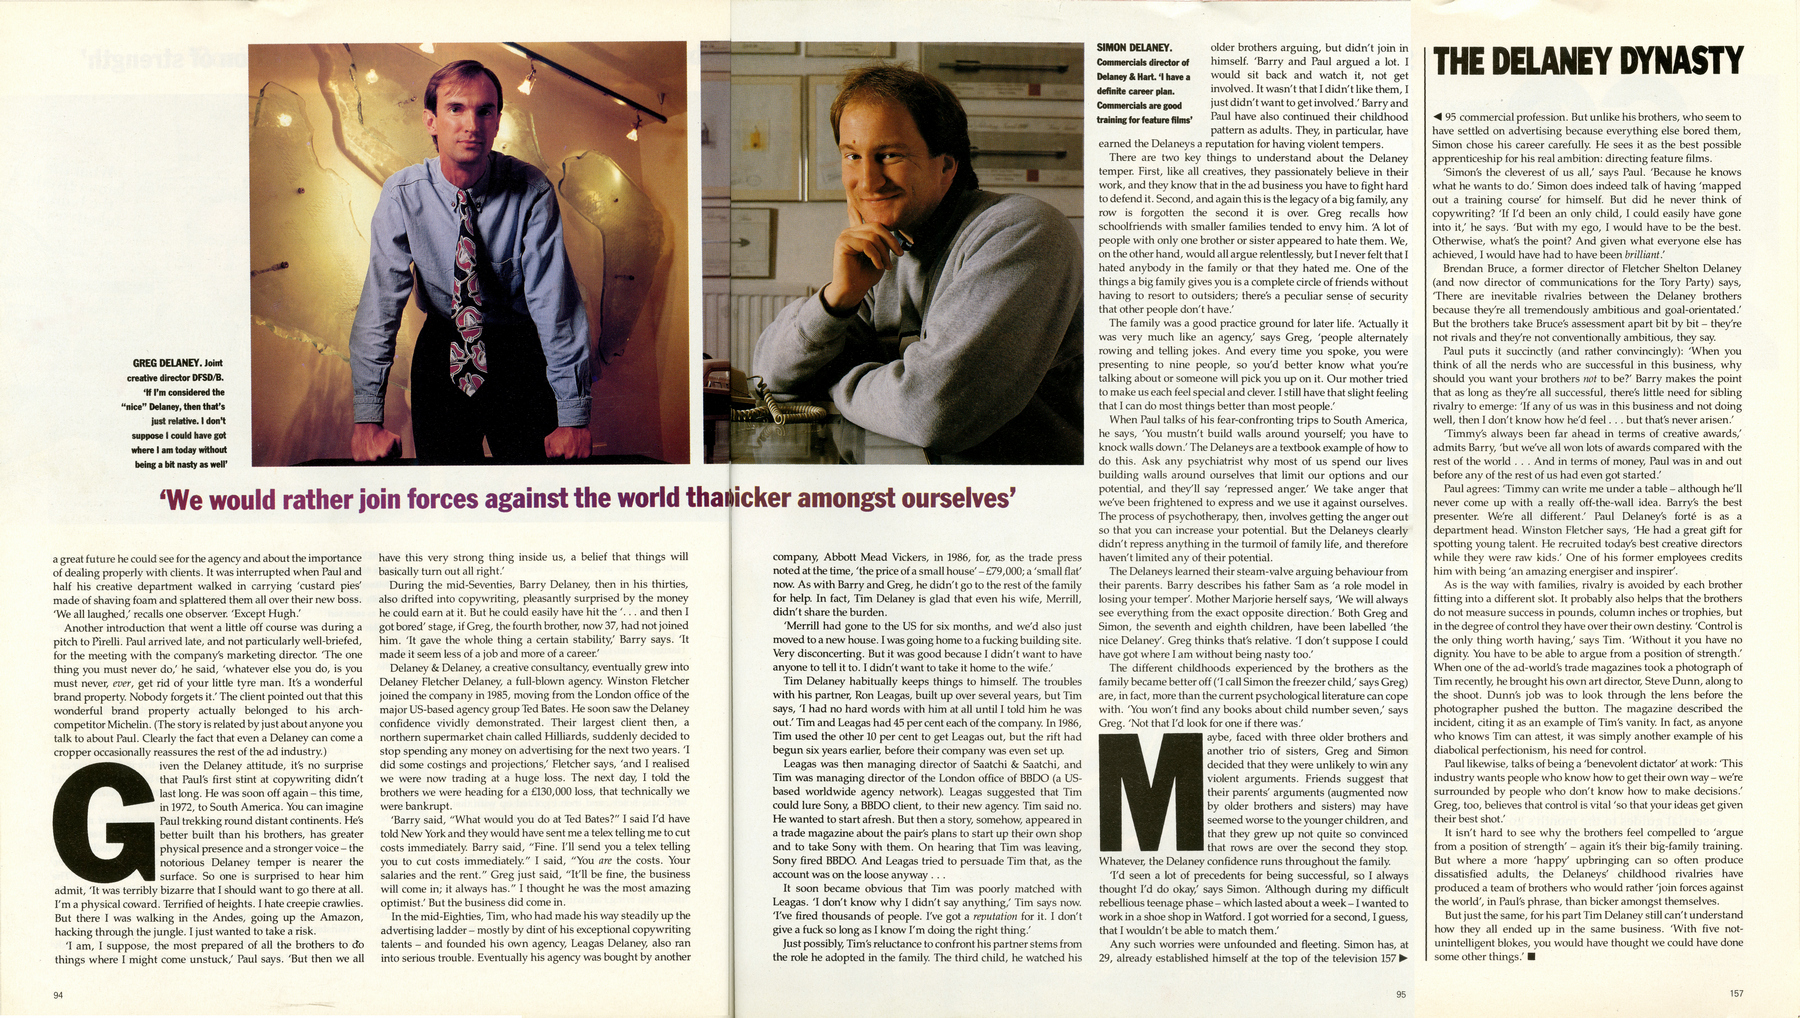 GREG DELANEY. Joint
creative director DFSD/B.
‘If I’m considered the
“nice” Delaney, then that’s
just relative. I don’t
suppose I could have got
where I am today without
being a bit nasty as well’
‘We would rather join forces against the world than bicker amongst ourselves’
a great future he could see for the agency and about the importance
of dealing properly with clients. It was interrupted when Paul and
half his creative department walked in carrying ‘custard pies’
made of shaving foam and splattered them all over their new boss.
‘We all laughed,’ recalls one observer. ‘Except Hugh.’
Another introduction that went a little off course was during a
pitch to Pirelli. Paul arrived late, and not particularly well-briefed,
for the meeting with the company’s marketing director. ‘The one
thing you must never do,’ he said, ‘whatever else you do, is you
must never, ever, get rid of your little tyre man. It’s a wonderful
brand property. Nobody forgets it.’ The client pointed out that this
wonderful brand property actually belonged to his arch-
competitor Michelin. (The story is related by just about anyone you
talk to about Paul. Clearly the fact that even a Delaney can come a
cropper occasionally reassures the rest of the ad industry.)
Given the Delaney attitude, it’s no surprise
that Paul’s first stint at copywriting didn’t
last long. He was soon off again – this time,
in 1972, to South America. You can imagine
Paul trekking round distant continents. He’s
better built than his brothers, has greater
physical presence and a stronger voice – the
notorious Delaney temper is nearer the
surface. So one is surprised to hear him
admit, ‘It was terribly bizarre that I should want to go there at all.
I’m a physical coward. Terrified of heights. I hate creepie crawlies.
But there I was walking in the Andes, going up the Amazon,
hacking through the jungle. I just wanted to take a risk.
‘I am, I suppose, the most prepared of all the brothers to do
things where I might come unstuck,’ Paul says. ‘But then we all
94
have this very strong thing inside us, a belief that things will
basically turn out all right.’
During the mid-Seventies, Barry Delaney, then in his thirties,
also drifted into copywriting, pleasantly surprised by the money
he could earn at it. But he could easily have hit the ‘. . . and then I
got bored’ stage, if Greg, the fourth brother, now 37, had not joined
him. ‘It gave the whole thing a certain stability,’ Barry says. ‘It
made it seem less of a job and more of a career.’
Delaney & Delaney, a creative consultancy, eventually grew into
Delaney Fletcher Delaney, a full-blown agency. Winston Fletcher
joined the company in 1985, moving from the London office of the
major US-based agency group Ted Bates. He soon saw the Delaney
confidence vividly demonstrated. Their largest client then, a
northern supermarket chain called Hilliards, suddenly decided to
stop spending any money on advertising for the next two years. ‘I
did some costings and projections,’ Fletcher says, ‘and I realised
we were now trading at a huge loss. The next day, I told the
brothers we were heading for a £130,000 loss, that technically we
were bankrupt.
‘Barry said, “What would you do at Ted Bates?” I said I’d have
told New York and they would have sent me a telex telling me to cut
costs immediately. Barry said, “Fine. I’ll send you a telex telling
you to cut costs immediately.” I said, “You are the costs. Your
salaries and the rent.” Greg just said, “It’ll be fine, the business
will come in; it always has.” I thought he was the most amazing
optimist.’ But the business did come in.
In the mid-Eighties, Tim, who had made his way steadily up the
advertising ladder – mostly by dint of his exceptional copywriting
talents – and founded his own agency, Leagas Delaney, also ran
into serious trouble. Eventually his agency was bought by another
company, Abbott Mead Vickers, in 1986, for, as the trade press
noted at the time, ‘the price of a small house’ – £79,000; a ‘small flat’
now. As with Barry and Greg, he didn’t go to the rest of the family
for help. In fact, Tim Delaney is glad that even his wife, Merrill,
didn’t share the burden.
‘Merrill had gone to the US for six months, and we’d also just
moved to a new house. I was going home to a fucking building site.
Very disconcerting. But it was good because I didn’t want to have
anyone to tell it to. I didn’t want to take it home to the wife.’
Tim Delaney habitually keeps things to himself. The troubles
with his partner, Ron Leagas, built up over several years, but Tim
says, ‘I had no hard words with him at all until I told him he was
out.’ Tim and Leagas had 45 per cent each of the company. In 1986,
Tim used the other 10 per cent to get Leagas out, but the rift had
begun six years earlier, before their company was even set up.
Leagas was then managing director of Saatchi & Saatchi, and
Tim was managing director of the London office of BBDO (a US-
based worldwide agency network). Leagas suggested that Tim
could lure Sony, a BBDO client, to their new agency. Tim said no.
He wanted to start afresh. But then a story, somehow, appeared in
a trade magazine about the pair’s plans to start up their own shop
and to take Sony with them. On hearing that Tim was leaving,
Sony fired BBDO. And Leagas tried to persuade Tim that, as the
account was on the loose anyway . . .
It soon became obvious that Tim was poorly matched with
Leagas. ‘I don’t know why I didn’t say anything,’ Tim says now.
‘I’ve fired thousands of people. I’ve got a reputation for it. I don’t
give a fuck so long as I know I’m doing the right thing.’
Just possibly, Tim’s reluctance to confront his partner stems from
the role he adopted in the family. The third child, he watched his
SIMON DELANEY.
Commercials director of
Delaney & Hart. ‘I have a
definite career plan.
Commercials are good
training for feature films’
older brothers arguing, but didn’t join in
himself. ‘Barry and Paul argued a lot. I
would sit back and watch it, not get
involved. It wasn’t that I didn’t like them, I
just didn’t want to get involved.’ Barry and
Paul have also continued their childhood
pattern as adults. They, in particular, have
earned the Delaneys a reputation for having violent tempers.
There are two key things to understand about the Delaney
temper. First, like all creatives, they passionately believe in their
work, and they know that in the ad business you have to fight hard
to defend it. Second, and again this is the legacy of a big family, any
row is forgotten the second it is over. Greg recalls how
schoolfriends with smaller families tended to envy him. ‘A lot of
people with only one brother or sister appeared to hate them. We,
on the other hand, would all argue relentlessly, but I never felt that I
hated anybody in the family or that they hated me. One of the
things a big family gives you is a complete circle of friends without
having to resort to outsiders; there’s a peculiar sense of security
that other people don’t have.’
The family was a good practice ground for later life. ‘Actually it
was very much like an agency,’ says Greg, ‘people alternately
rowing and telling jokes. And every time you spoke, you were
presenting to nine people, so you’d better know what you’re
talking about or someone will pick you up on it. Our mother tried
to make us each feel special and clever. I still have that slight feeling
that I can do most things better than most people.’
When Paul talks of his fear-confronting trips to South America,
he says, ‘You mustn’t build walls around yourself; you have to
knock walls down.’ The Delaneys are a textbook example of how to
do this. Ask any psychiatrist why most of us spend our lives
building walls around ourselves that limit our options and our
potential, and they’ll say ‘repressed anger.’ We take anger that
we’ve been frightened to express and we use it against ourselves.
The process of psychotherapy, then, involves getting the anger out
so that you can increase your potential. But the Delaneys clearly
didn’t repress anything in the turmoil of family life, and therefore
haven’t limited any of their potential.
The Delaneys learned their steam-valve arguing behaviour from
their parents. Barry describes his father Sam as ‘a role model in
losing your temper’. Mother Marjorie herself says, ‘We will always
see everything from the exact opposite direction.’ Both Greg and
Simon, the seventh and eighth children, have been labelled ‘the
nice Delaney’. Greg thinks that’s relative. ‘I don’t suppose I could
have got where I am without being nasty too.’
The different childhoods experienced by the brothers as the
family became better off (‘I call Simon the freezer child,’ says Greg)
are, in fact, more than the current psychological literature can cope
with. ‘You won’t find any books about child number seven,’ says
Greg. ‘Not that I’d look for one if there was.’
Maybe, faced with three older brothers and
another trio of sisters, Greg and Simon
decided that they were unlikely to win any
violent arguments. Friends suggest that
their parents’ arguments (augmented now
by older brothers and sisters) may have
seemed worse to the younger children, and
that they grew up not quite so convinced
that rows are over the second they stop.
Whatever, the Delaney confidence runs throughout the family.
‘I’d seen a lot of precedents for being successful, so I always
thought I’d do okay,’ says Simon. ‘Although during my difficult
rebellious teenage phase – which lasted about a week – I wanted to
work in a shoe shop in Watford. I got worried for a second, I guess,
that I wouldn’t be able to match them.’
Any such worries were unfounded and fleeting. Simon has, at
29, already established himself at the top of the television 157 ▶
95
THE DELANEY DYNASTY
◀ 95 commercial profession. But unlike his brothers, who seem to
have settled on advertising because everything else bored them,
Simon chose his career carefully. He sees it as the best possible
apprenticeship for his real ambition: directing feature films.
‘Simon’s the cleverest of us all,’ says Paul. ‘Because he knows
what he wants to do.’ Simon does indeed talk of having ‘mapped
out a training course’ for himself. But did he never think of
copywriting? ‘If I’d been an only child, I could easily have gone
into it,’ he says. ‘But with my ego, I would have to be the best.
Otherwise, what’s the point? And given what everyone else has
achieved, I would have had to have been brilliant.’
Brendan Bruce, a former director of Fletcher Shelton Delaney
(and now director of communications for the Tory Party) says,
‘There are inevitable rivalries between the Delaney brothers
because they’re all tremendously ambitious and goal-orientated.’
But the brothers take Bruce’s assessment apart bit by bit – they’re
not rivals and they’re not conventionally ambitious, they say.
Paul puts it succinctly (and rather convincingly): ‘When you
think of all the nerds who are successful in this business, why
should you want your brothers not to be?’ Barry makes the point
that as long as they’re all successful, there’s little need for sibling
rivalry to emerge: ‘If any of us was in this business and not doing
well, then I don’t know how he’d feel . . . but that’s never arisen.’
‘Timmy’s always been far ahead in terms of creative awards,’
admits Barry, ‘but we’ve all won lots of awards compared with the
rest of the world . . . And in terms of money, Paul was in and out
before any of the rest of us had even got started.’
Paul agrees: ‘Timmy can write me under a table – although he’ll
never come up with a really off-the-wall idea. Barry’s the best
presenter. We’re all different.’ Paul Delaney’s forté is as a
department head. Winston Fletcher says, ‘He had a great gift for
spotting young talent. He recruited today’s best creative directors
while they were raw kids.’ One of his former employees credits
him with being ‘an amazing energiser and inspirer’.
As is the way with families, rivalry is avoided by each brother
fitting into a different slot. It probably also helps that the brothers
do not measure success in pounds, column inches or trophies, but
in the degree of control they have over their own destiny. ‘Control is
the only thing worth having,’ says Tim. ‘Without it you have no
dignity. You have to be able to argue from a position of strength.’
When one of the ad-world’s trade magazines took a photograph of
Tim recently, he brought his own art director, Steve Dunn, along to
the shoot. Dunn’s job was to look through the lens before the
photographer pushed the button. The magazine described the
incident, citing it as an example of Tim’s vanity. In fact, as anyone
who knows Tim can attest, it was simply another example of his
diabolical perfectionism, his need for control.
Paul likewise, talks of being a ‘benevolent dictator’ at work: ‘This
industry wants people who know how to get their own way – we’re
surrounded by people who don’t know how to make decisions.’
Greg, too, believes that control is vital ‘so that your ideas get given
their best shot.’
It isn’t hard to see why the brothers feel compelled to ‘argue
from a position of strength’ – again it’s their big-family training.
But where a more ‘happy’ upbringing can so often produce
dissatisfied adults, the Delaneys’ childhood rivalries have
produced a team of brothers who would rather ‘join forces against
the world’, in Paul’s phrase, than bicker amongst themselves.
But just the same, for his part Tim Delaney still can’t understand
how they all ended up in the same business. ‘With five not-
unintelligent blokes, you would have thought we could have done
some other things.’ ■
157